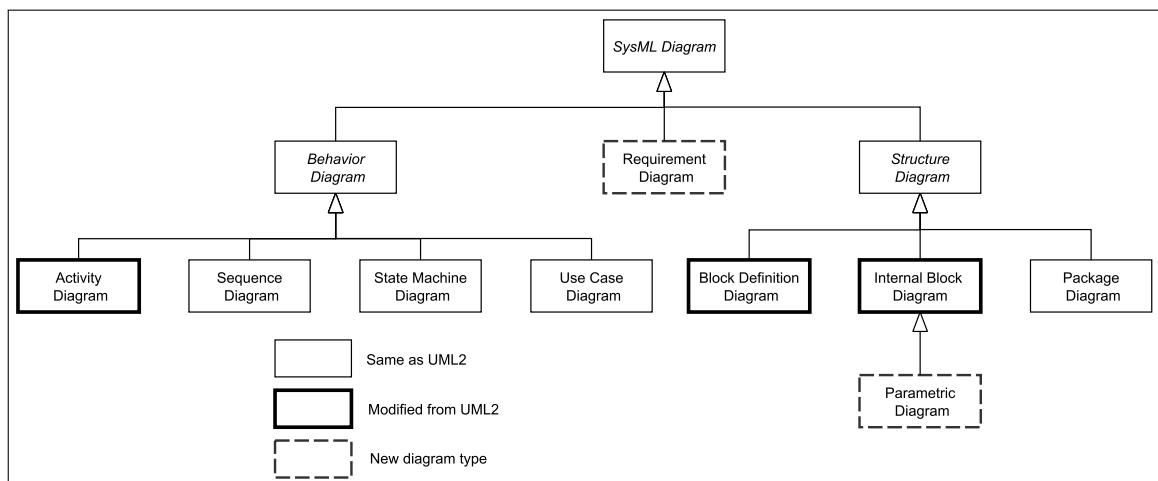 SysML Diagram
Behavior
Diagram
Requirement
Diagram
Structure
Diagram
Activity
Diagram
Sequence
Diagram
State Machine
Diagram
Use Case
Diagram
Block Definition
Diagram
Internal Block
Diagram
Package
Diagram
Same as UML2
Parametric
Diagram
Modified from UML2
New diagram type